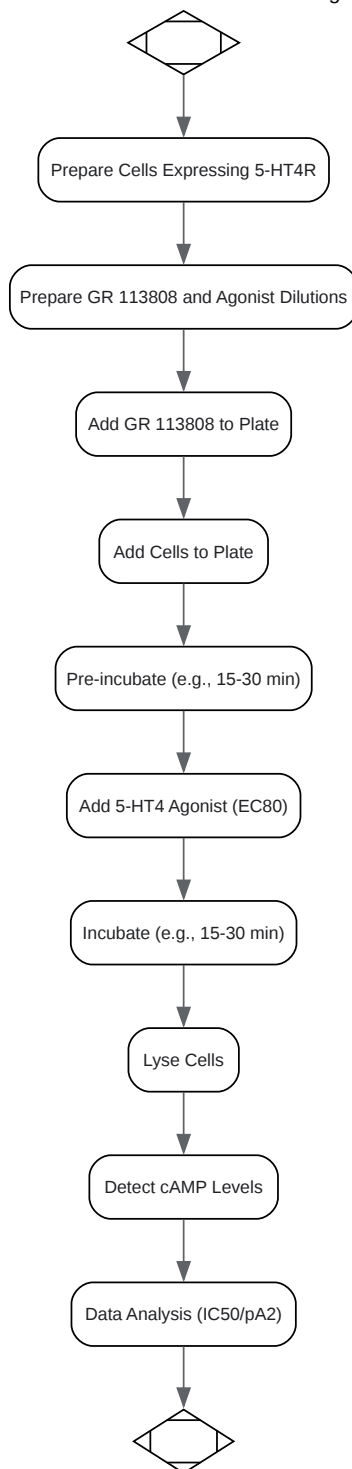 Prepare Cells Expressing 5-HT4R
Prepare GR 113808 and Agonist Dilutions
Add GR 113808 to Plate
Add Cells to Plate
Pre-incubate (e.g., 15-30 min)
Add 5-HT4 Agonist (EC80)
Incubate (e.g., 15-30 min)
Lyse Cells
Detect cAMP Levels
Data Analysis (IC50/pA2)